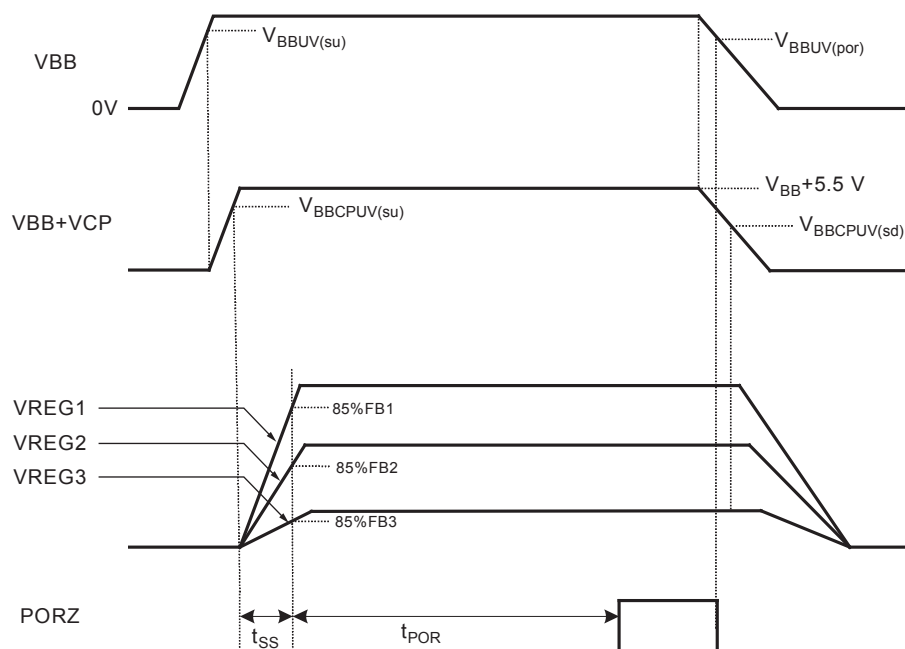 V_BBUV(su)
V_BBUV(por)
VBB
0V
V_BB+5.5 V
V_BBCPUV(su)
VBB+VCP
V_BBCPUV(sd)
VREG1
85%FB1
VREG2
85%FB2
VREG3
85%FB3
PORZ
t_SS
t_POR